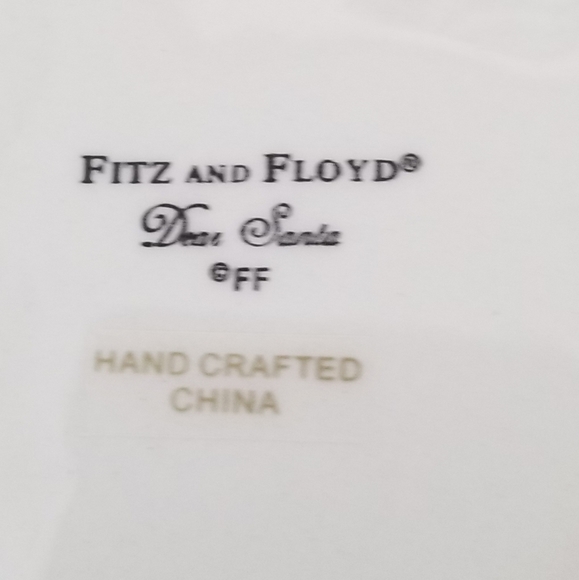 FITZ AND FLOYD®
Dear Santa
©FF
HAND CRAFTED
CHINA